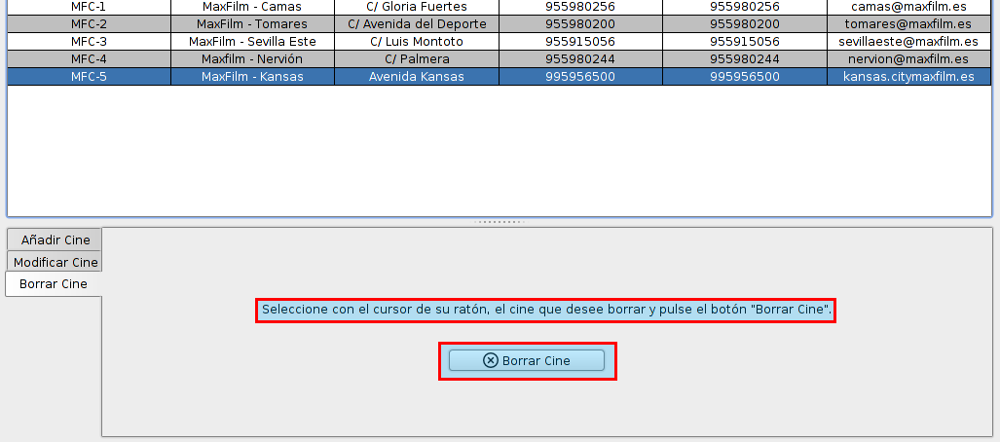 MFC-1 MaxFilm - Camas C/ Gloria Fuertes 955980256 955980256 camas@maxfilm.es
MFC-2 MaxFilm - Tomares C/ Avenida del Deporte 955980200 955980200 tomares@maxfilm.es
MFC-3 MaxFilm - Sevilla Este C/ Luis Montoto 955915056 955915056 sevillaeste@maxfilm.es
MFC-4 Maxfilm - Nervión C/ Palmera 955980244 955980244 nervion@maxfilm.es
MFC-5 MaxFilm - Kansas Avenida Kansas 995956500 995956500 kansas.citymaxfilm.es
Añadir Cine
Modificar Cine
Borrar Cine
Seleccione con el cursor de su ratón, el cine que desee borrar y pulse el botón "Borrar Cine".
Borrar Cine